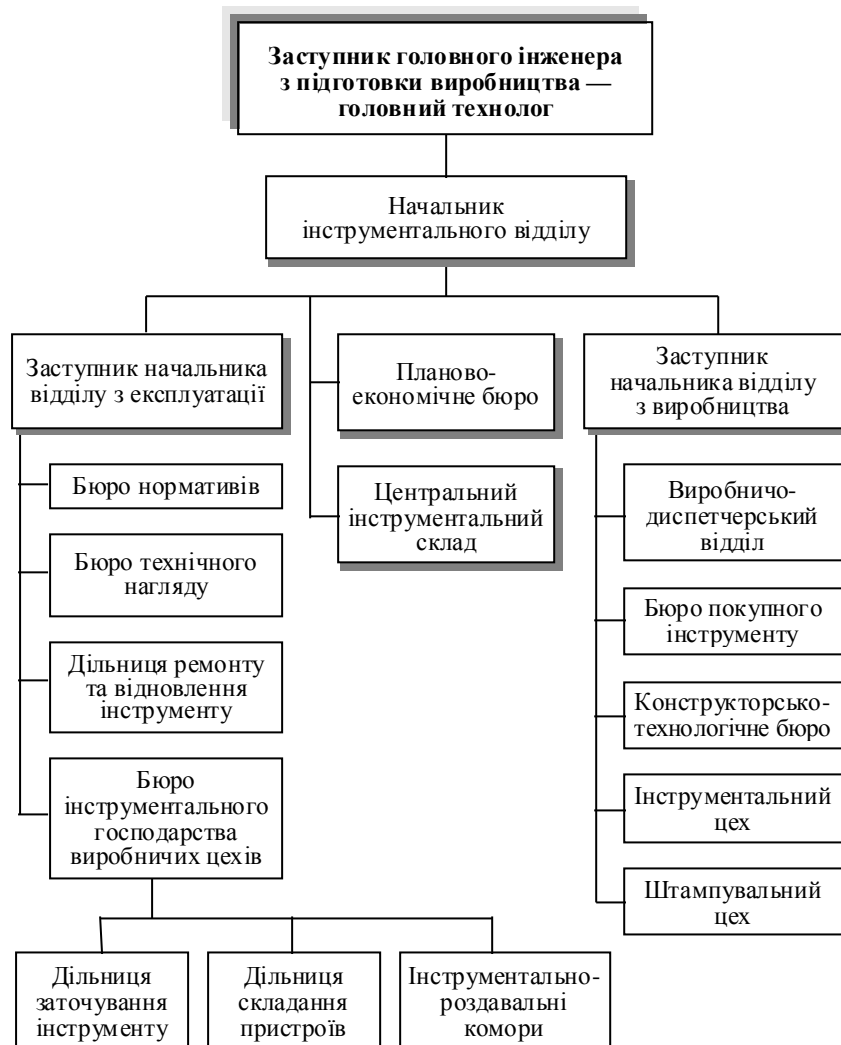 Заступник головного інженера
з підготовки виробництва —
головний технолог
Начальник
інструментального відділу
Заступник начальника
відділу з експлуатації
Планово-
економічне бюро
Заступник
начальника відділу
з виробництва
Бюро нормативів
Бюро технічного
нагляду
Дільниця ремонту
та відновлення
інструменту
Бюро
інструментального
господарства
виробничих цехів
Центральний
інструментальний
склад
Виробничо-
диспетчерський
відділ
Бюро покупного
інструменту
Конструкторсько-
технологічне бюро
Інструментальний
цех
Штампувальний
цех
Дільниця
заточування
інструменту
Дільниця
складання
пристроїв
Інструментально-
роздавальні
комори